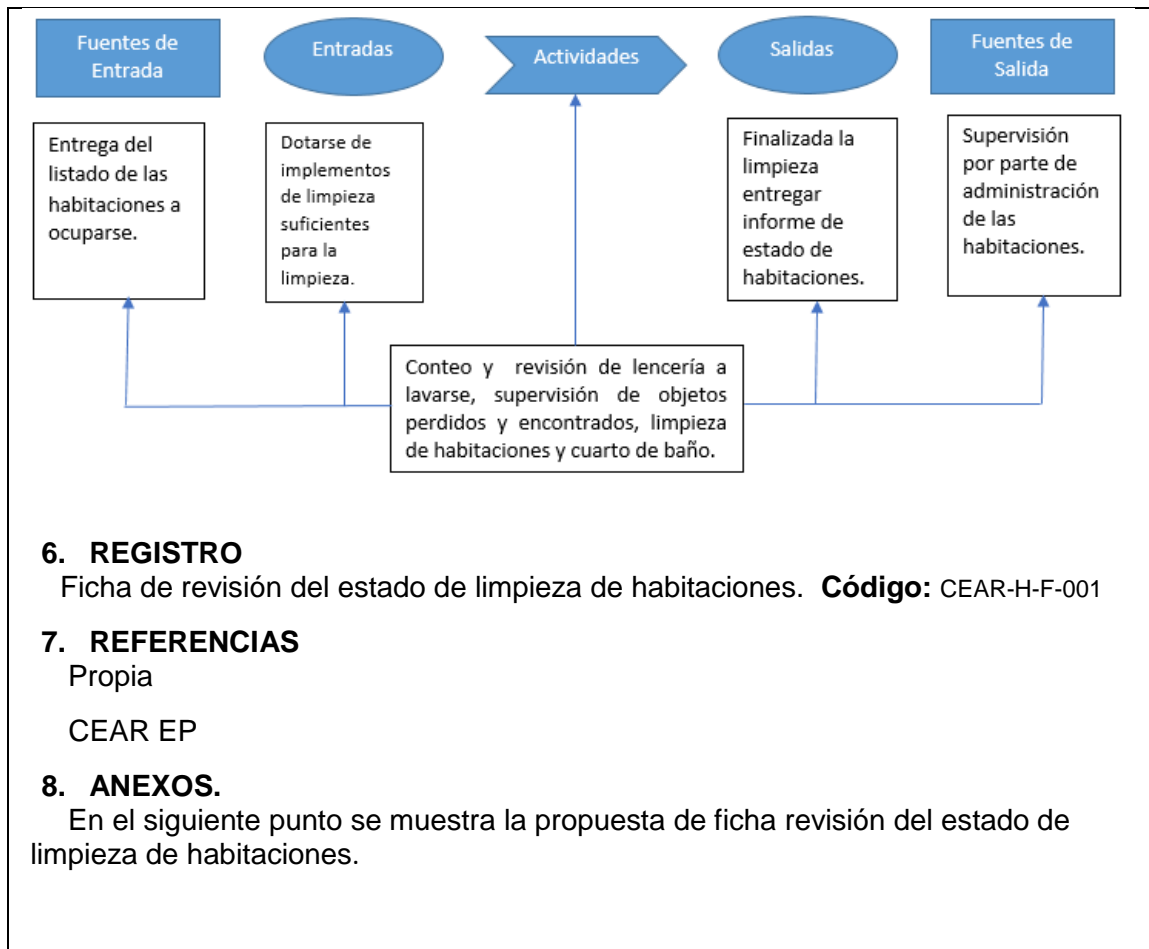 Fuentes de
Entrada
Entradas
Actividades
Salidas
Fuentes de
Salida
Entrega del
listado de las
habitaciones a
ocuparse.
Dotarse de
implementos
de limpieza
suficientes
para la
limpieza.
Finalizada la
limpieza
entregar
informe de
estado de
habitaciones.
Supervisión
por parte de
administración
de las
habitaciones.
Conteo y revisión de lencería a
lavarse, supervisión de objetos
perdidos y encontrados, limpieza
de habitaciones y cuarto de baño.
6. REGISTRO
Ficha de revisión del estado de limpieza de habitaciones. Código: CEAR-H-F-001
7. REFERENCIAS
Propia
CEAR EP
8. ANEXOS.
En el siguiente punto se muestra la propuesta de ficha revisión del estado de
limpieza de habitaciones.